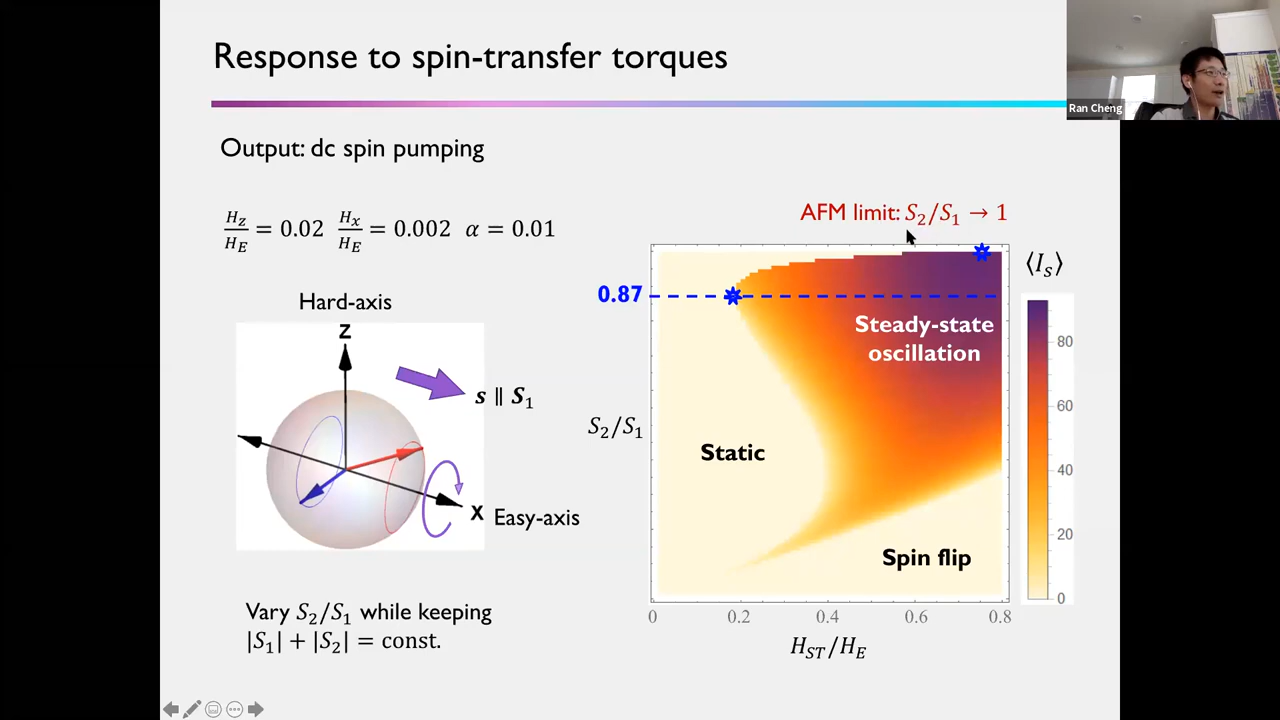 Response to spin-transfer torques
Ran Cheng
Output: dc spin pumping
H_Z/H_E = 0.02 H_x/H_E = 0.002 α = 0.01
AFM limit: S₂/S₁ → 1
Hard-axis
Z
s ∥ S₁
X Easy-axis
Vary S₂/S₁ while keeping
|S₁| + |S₂| = const.
0.87
⟨I_s⟩
Steady-state
oscillation
S₂/S₁
Static
Spin flip
80
60
40
20
0
0 0.2 0.4 0.6 0.8
H_ST/H_E